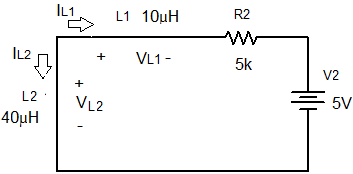 IL1
L1 10µH
R2
IL2
+ VL1 -
5k
V2
5V
L2
40µH
+
VL2
-